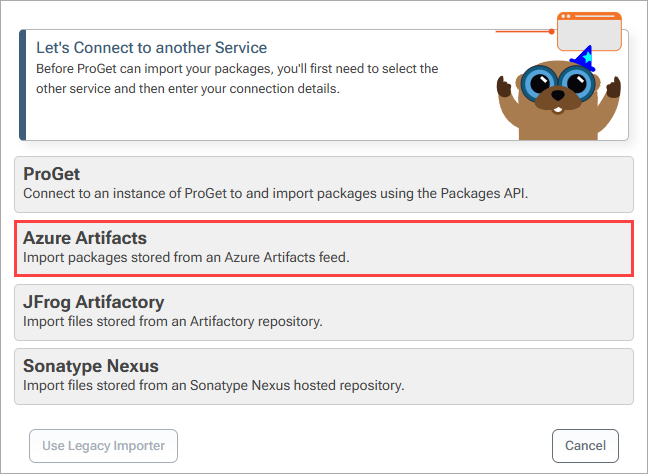 Let's Connect to another Service
Before ProGet can import your packages, you'll first need to select the
other service and then enter your connection details.
ProGet
Connect to an instance of ProGet to and import packages using the Packages API.
Azure Artifacts
Import packages stored from an Azure Artifacts feed.
JFrog Artifactory
Import files stored from an Artifactory repository.
Sonatype Nexus
Import files stored from an Sonatype Nexus hosted repository.
Use Legacy Importer
Cancel